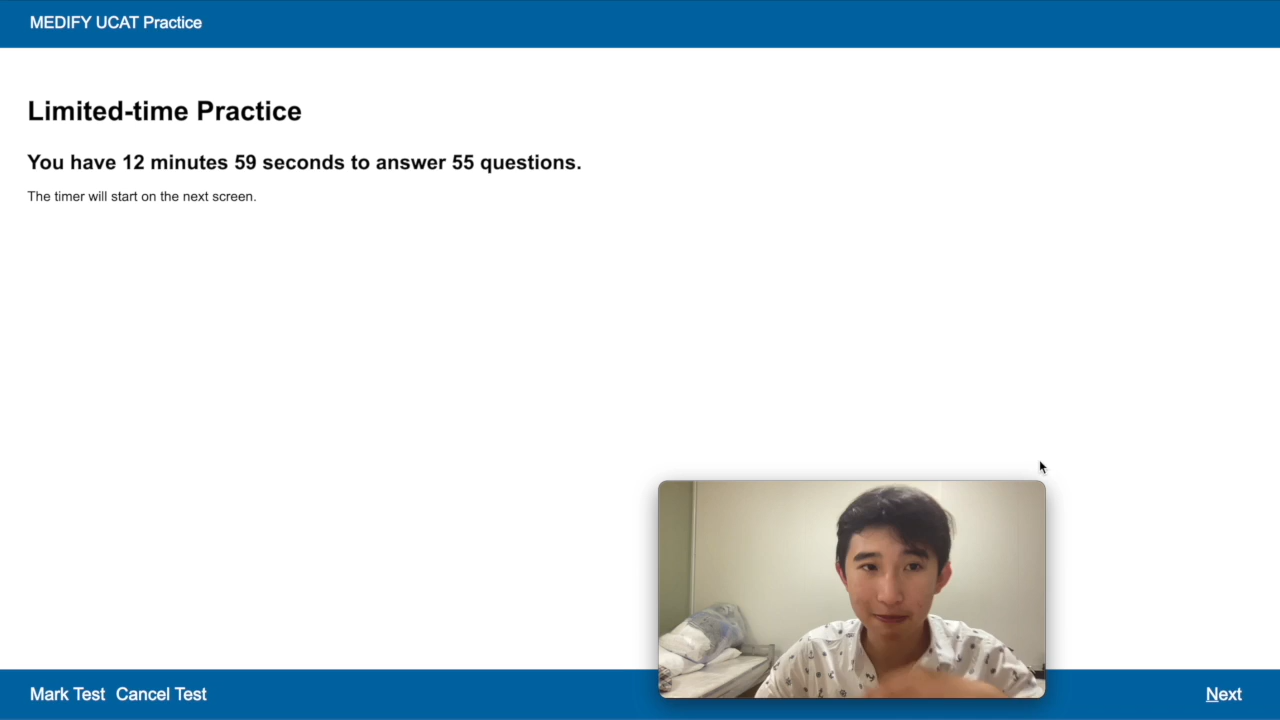 MEDIFY UCAT Practice
Limited-time Practice
You have 12 minutes 59 seconds to answer 55 questions.
The timer will start on the next screen.
Mark Test Cancel Test
Next